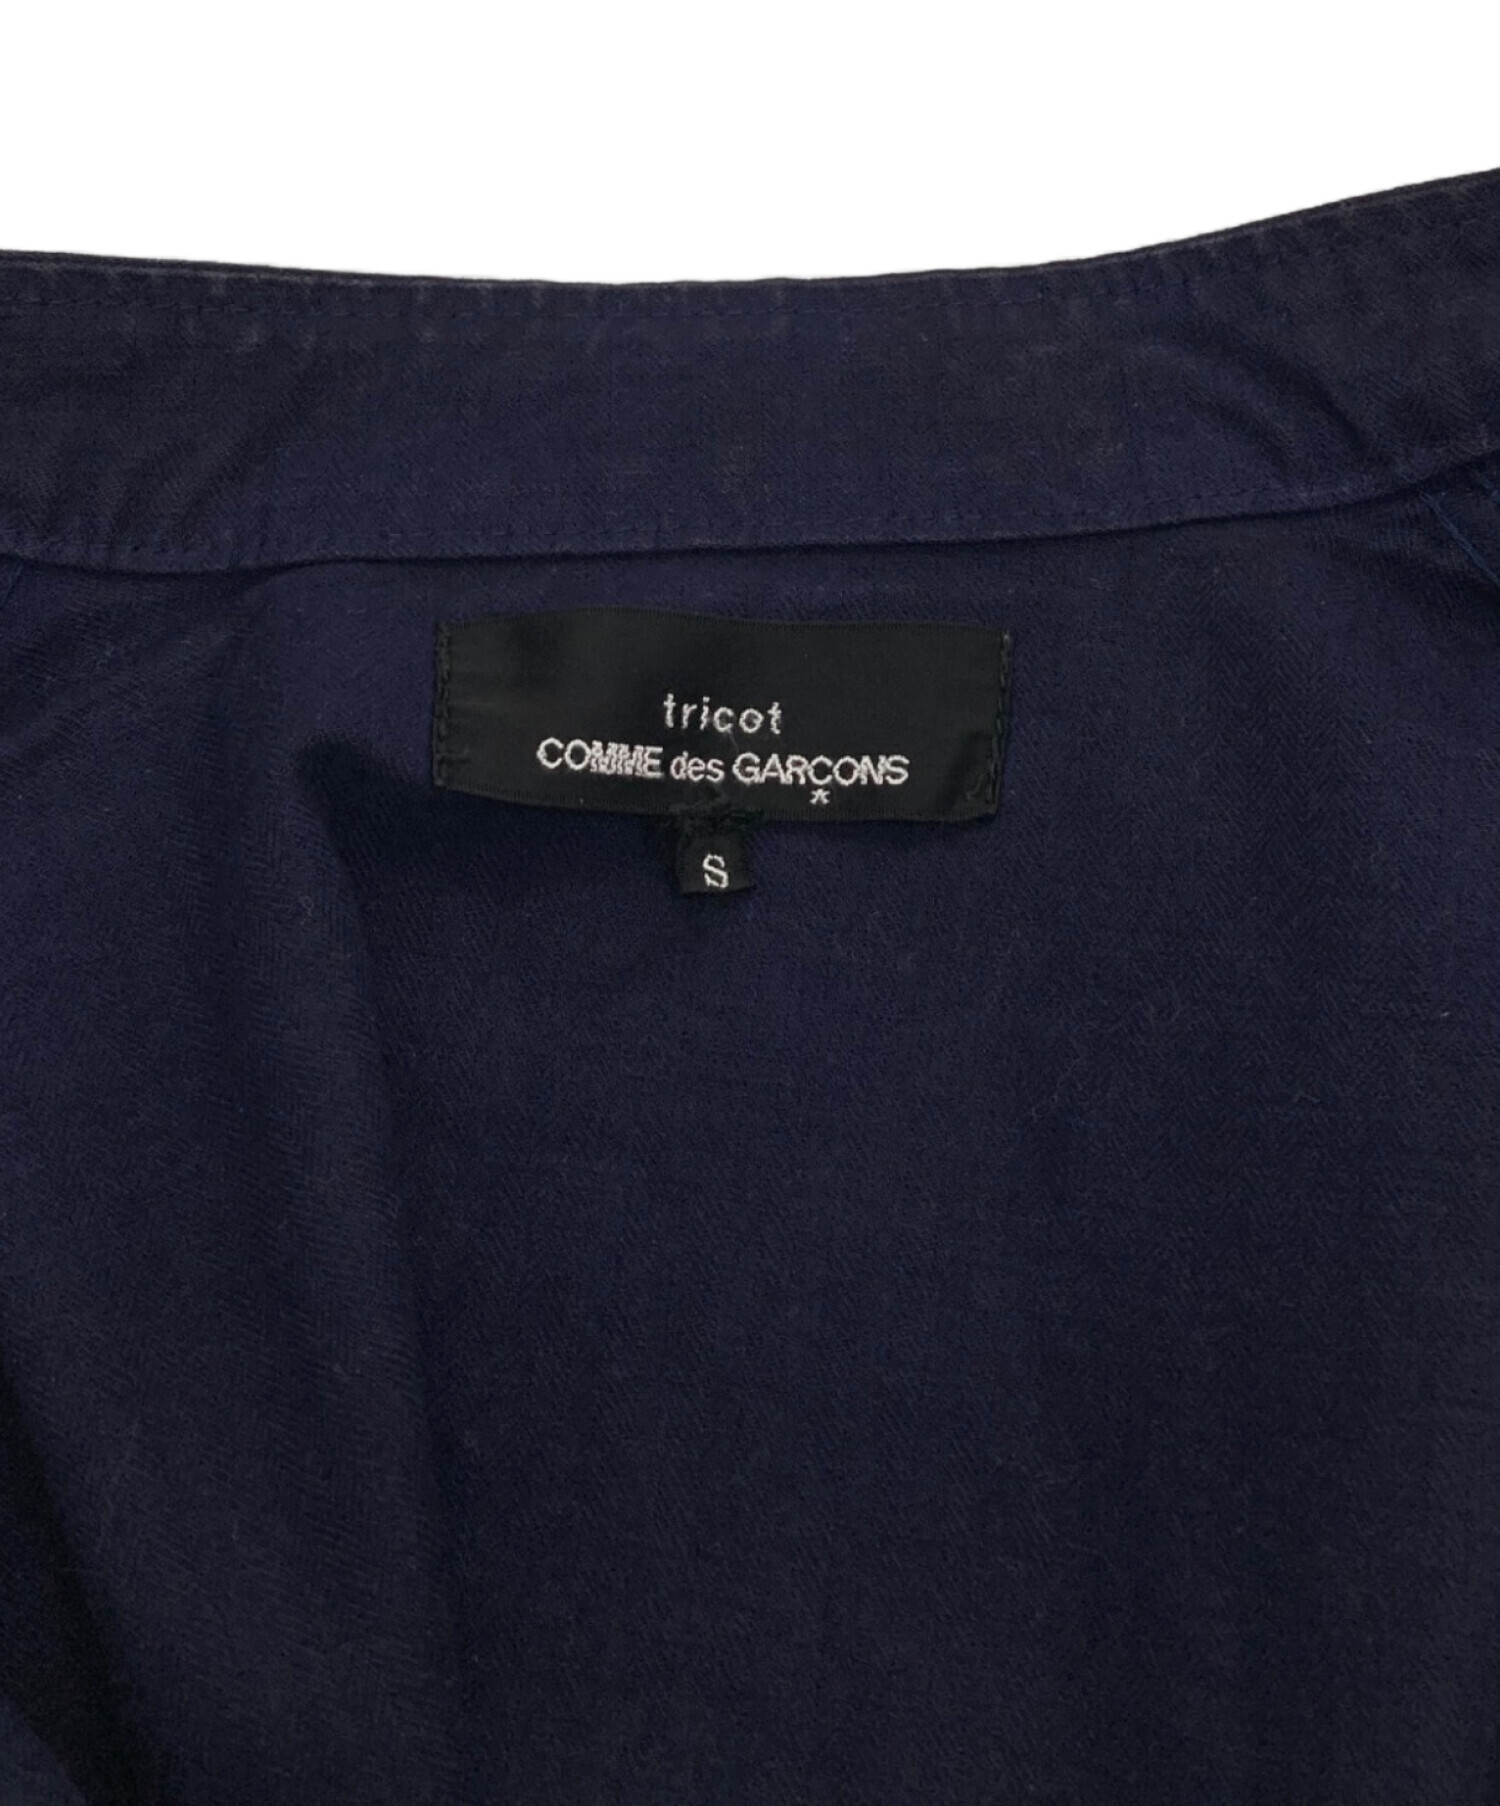 tricot
COMME des GARÇONS
*
S